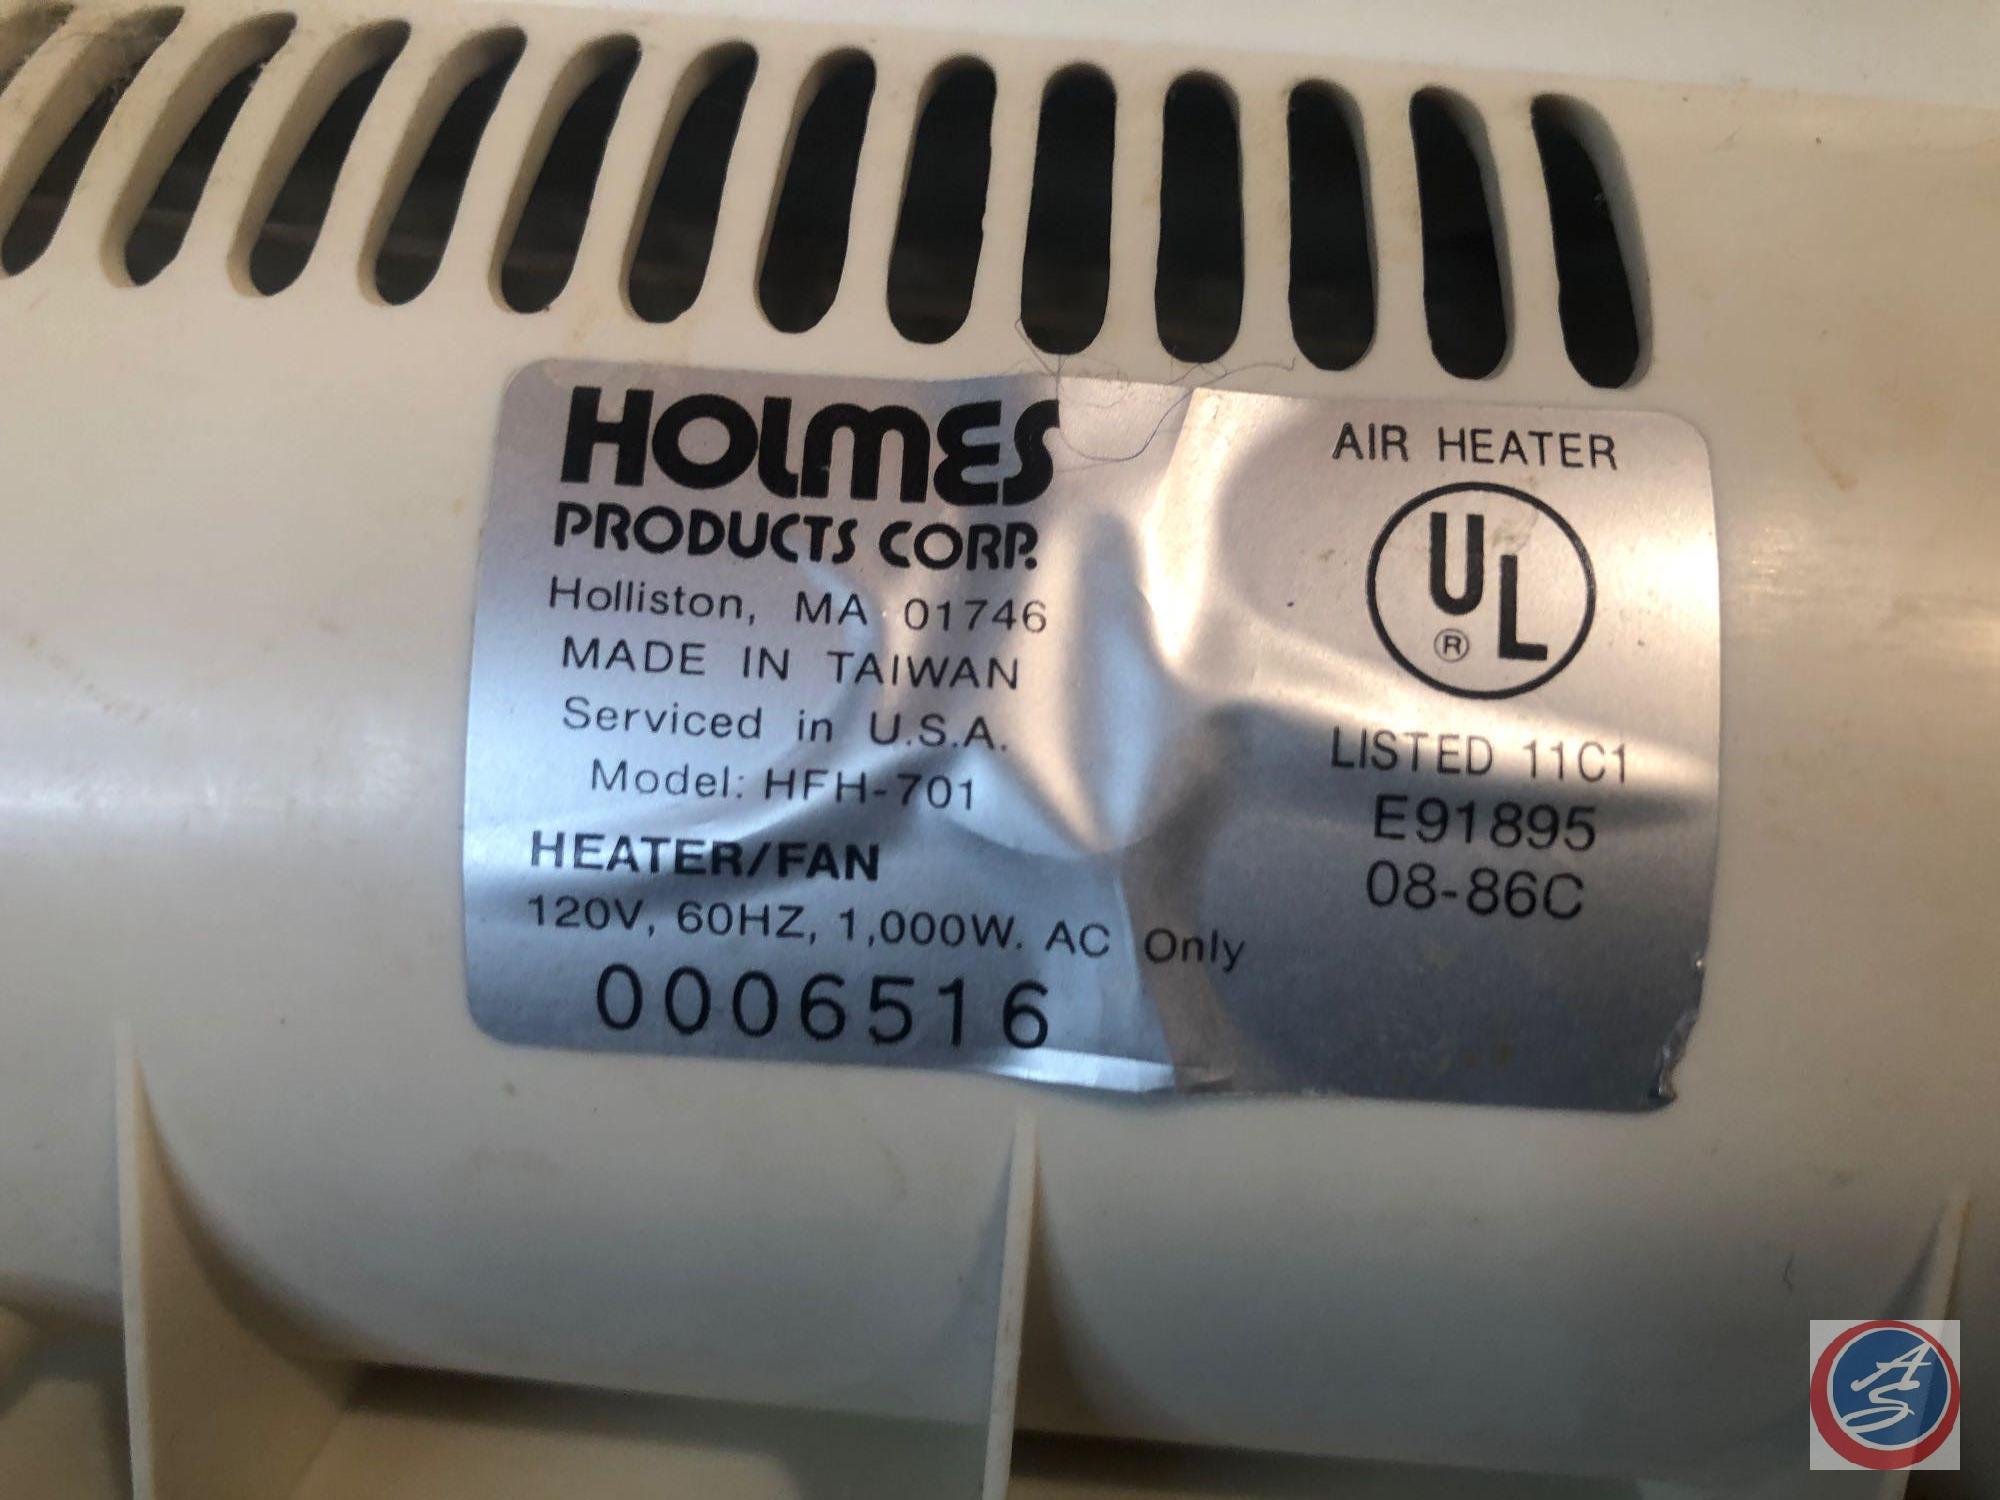 HOLMES
PRODUCTS CORP.
Holliston, MA 01746
MADE IN TAIWAN
Serviced in U.S.A.
Model: HFH-701
HEATER/FAN
120V, 60HZ, 1,000W. AC Only
0006516
AIR HEATER
UL
®
LISTED 11C1
E91895
08-86C
AS